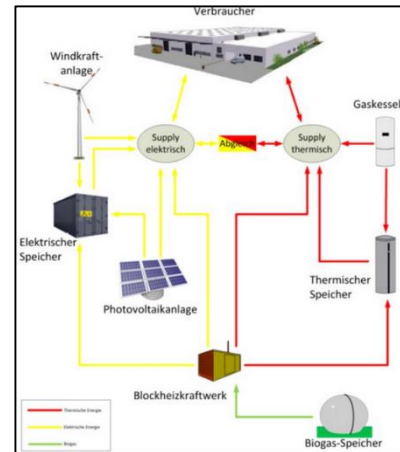 Verbraucher
Windkraft-
anlage
Gaskessel
Supply
elektrisch
Abgleich
Supply
thermisch
Elektrischer
Speicher
Photovoltaikanlage
Thermischer
Speicher
Blockheizkraftwerk
Biogas-Speicher
Thermische Energie
Elektrische Energie
Biogas